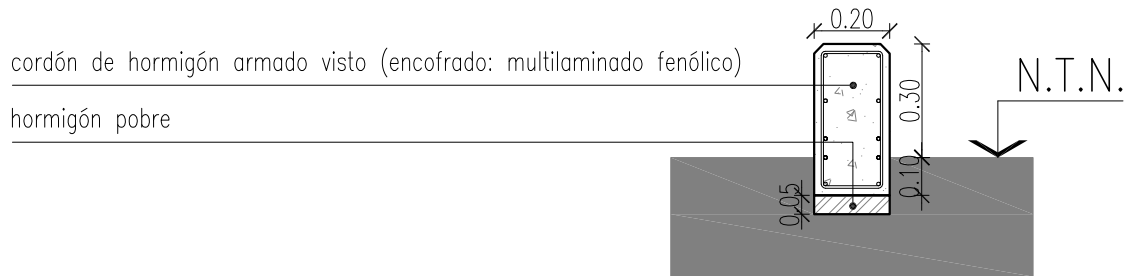 0.20
cordón de hormigón armado visto (encofrado: multilaminado fenólico)
N.T.N.
0.30
hormigón pobre
0.10
0.05